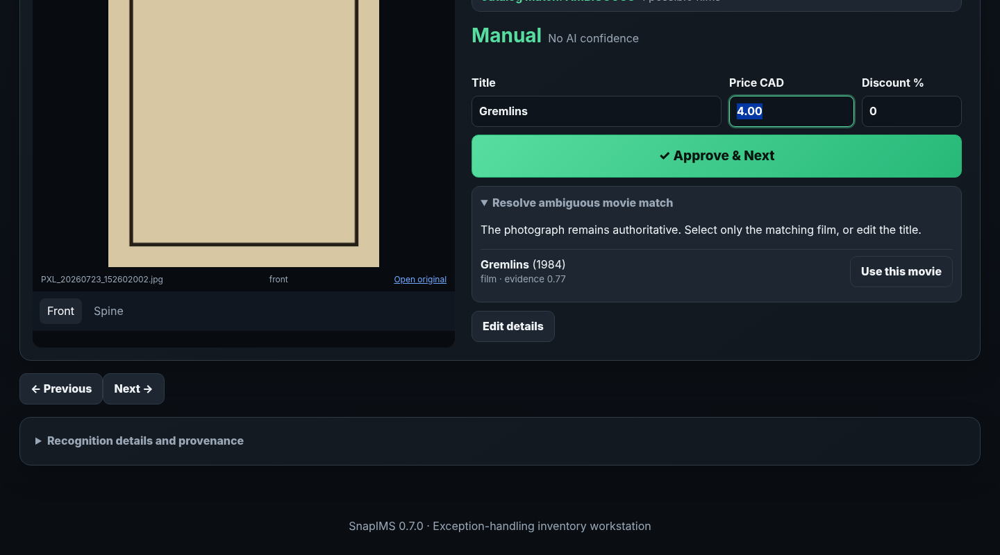 Manual No AI confidence
Title
Price CAD
Discount %
Gremlins
4.00
0
✓ Approve & Next
▼ Resolve ambiguous movie match
The photograph remains authoritative. Select only the matching film, or edit the title.
Gremlins (1984)
film · evidence 0.77
Use this movie
Edit details
PXL_20260723_152602002.jpg
front
Open original
Front
Spine
← Previous
Next →
▶ Recognition details and provenance
SnapIMS 0.7.0 · Exception-handling inventory workstation